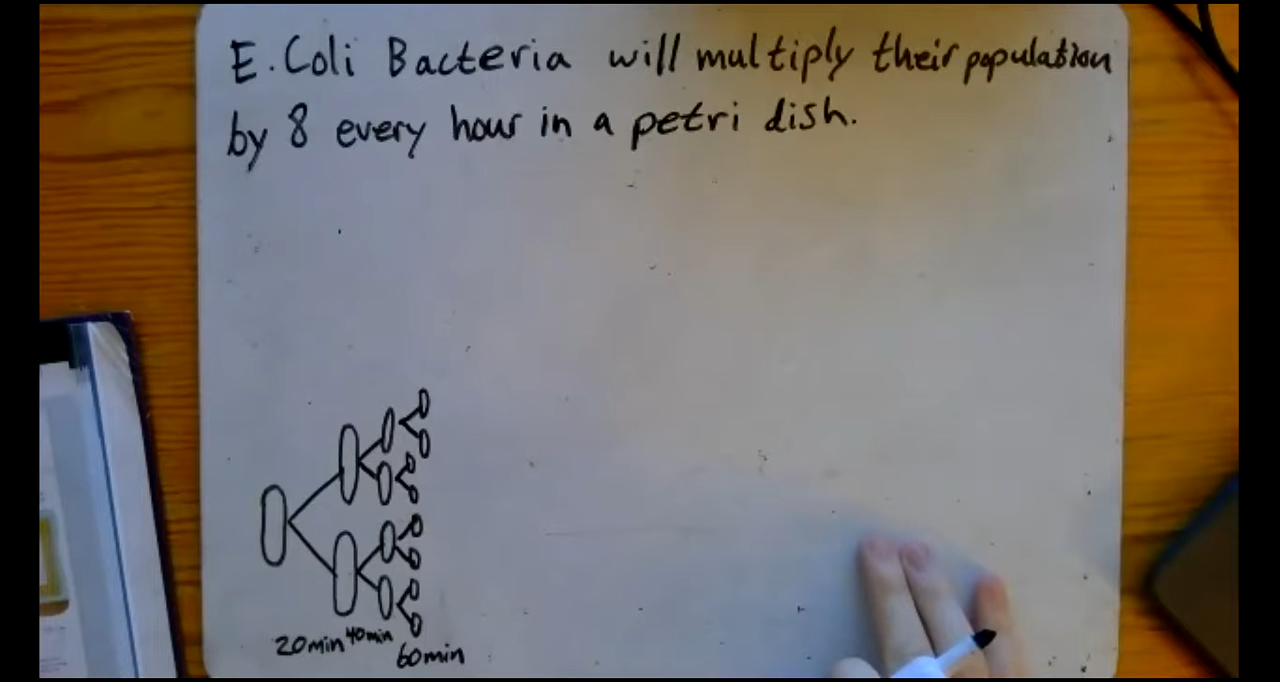 E. Coli Bacteria will multiply their population
by 8 every hour in a petri dish.
20min 40min
60min